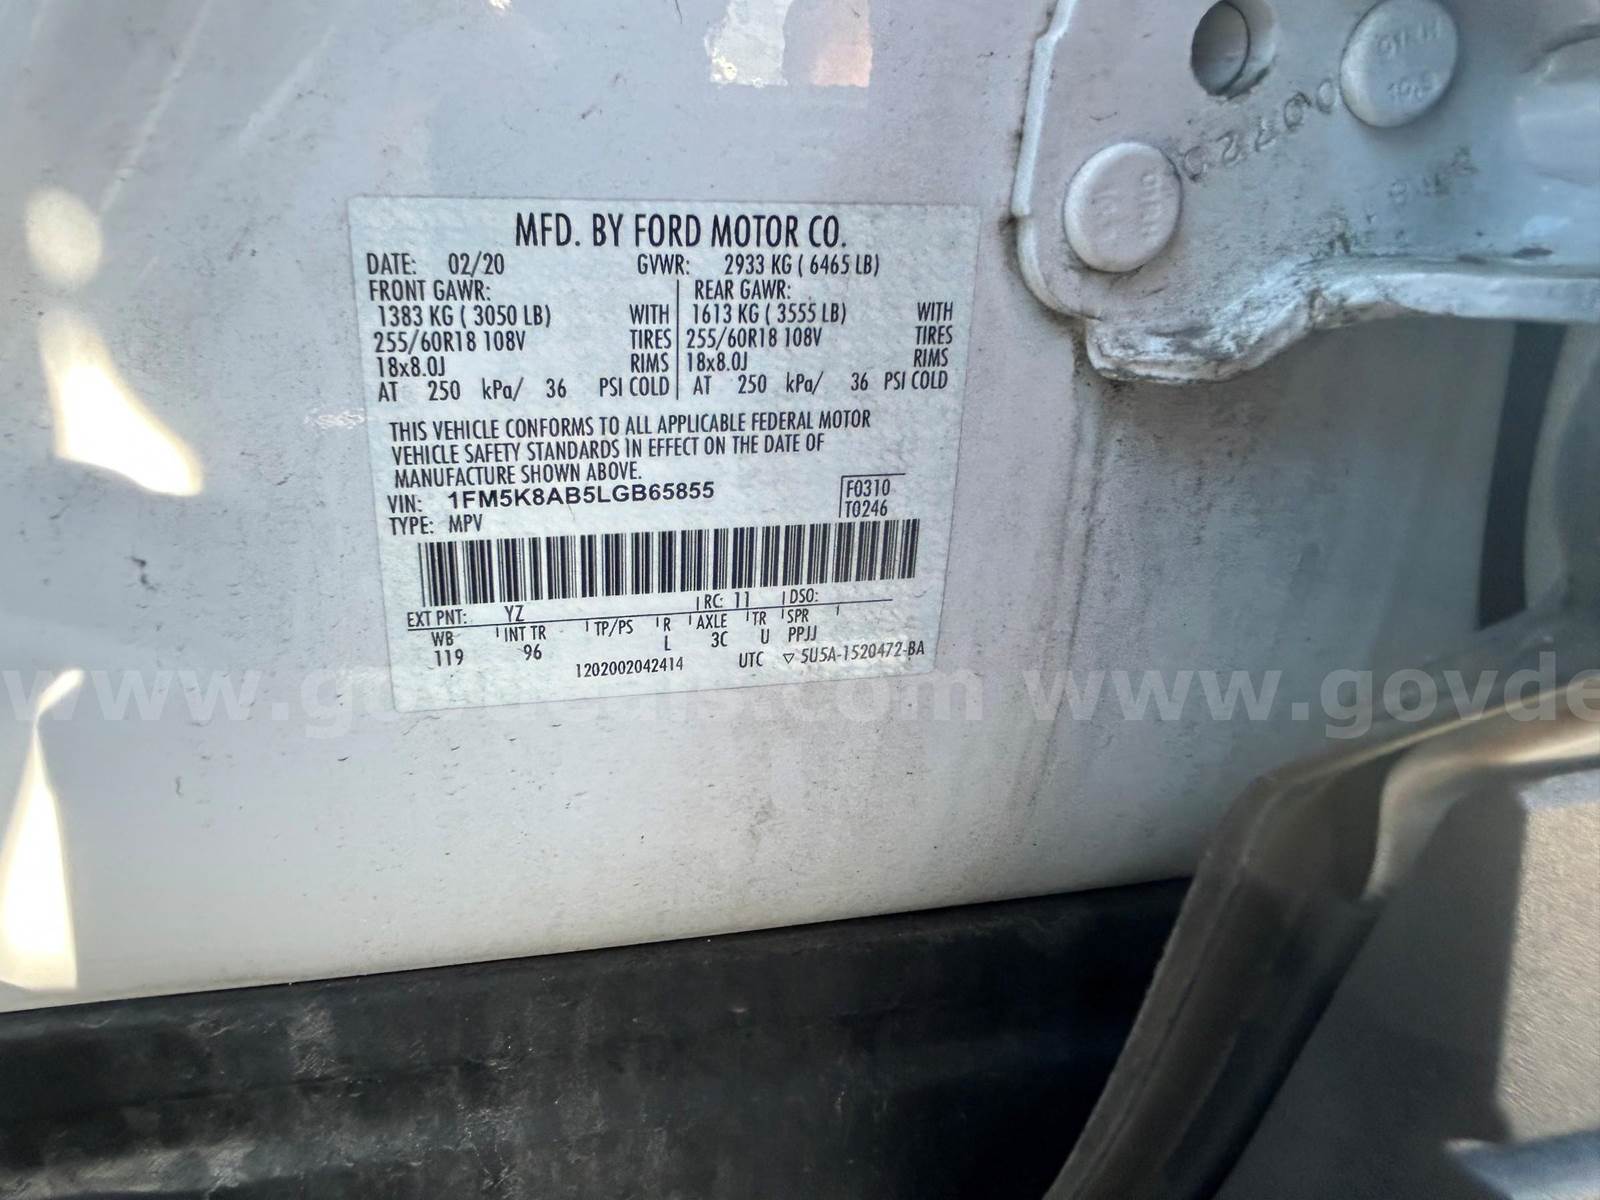 MFD. BY FORD MOTOR CO.
DATE: 02/20 GVWR: 2933 KG ( 6465 LB)
FRONT GAWR: REAR GAWR:
1383 KG ( 3050 LB) WITH 1613 KG ( 3555 LB) WITH
255/60R18 108V TIRES 255/60R18 108V TIRES
18x8.0J RIMS 18x8.0J RIMS
AT 250 kPa/ 36 PSI COLD AT 250 kPa/ 36 PSI COLD
THIS VEHICLE CONFORMS TO ALL APPLICABLE FEDERAL MOTOR
VEHICLE SAFETY STANDARDS IN EFFECT ON THE DATE OF
MANUFACTURE SHOWN ABOVE.
VIN: 1FM5K8AB5LGB65855 F0310
TYPE: MPV T0246
EXT PNT: YZ RC: 11 DSO:
WB INT TR TP/PS R AXLE TR SPR
119 96 L 3C U PPJJ
1202002042414 UTC ▽ 5U5A-1520472-BA
www.govdeals.com www.govde